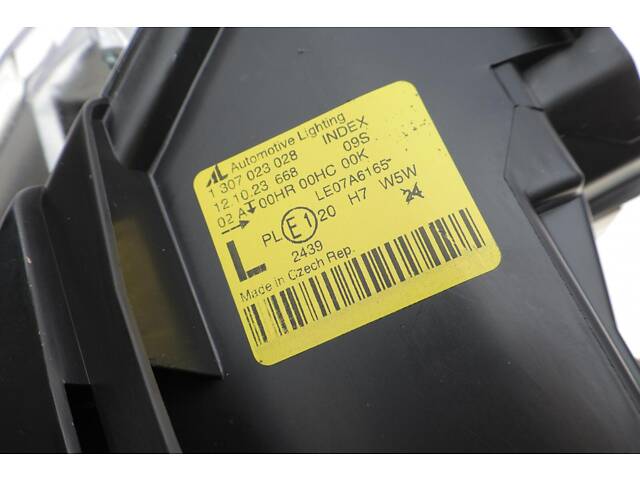 AL Automotive Lighting
1 307 023 028 INDEX
12.10.23 668 09S
02 A 00HR 00HC 00K
LE07A6165-
L PL E1 20 H7 W5W
2439
Made in Czech Rep.